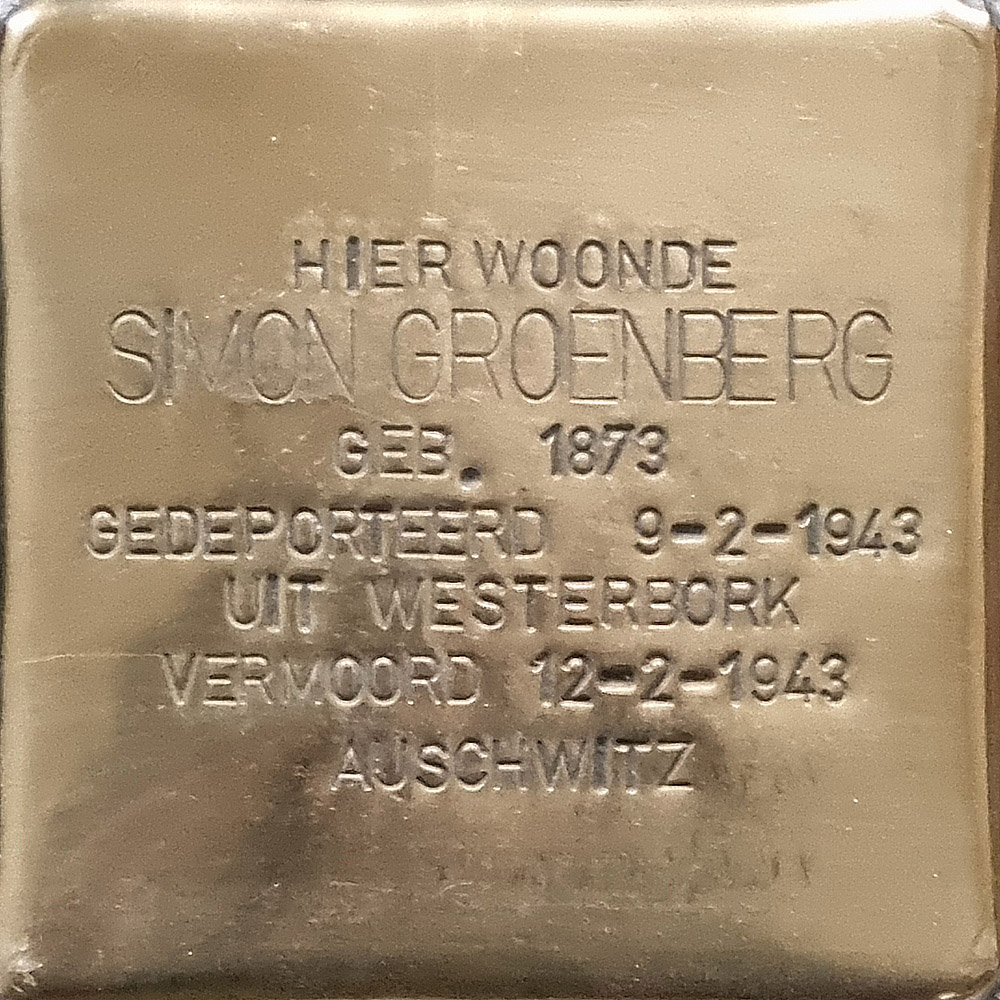 HIER WOONDE
SIMON GROENBERG
GEB. 1873
GEDEPORTEERD 9-2-1943
UIT WESTERBORK
VERMOORD 12-2-1943
AUSCHWITZ